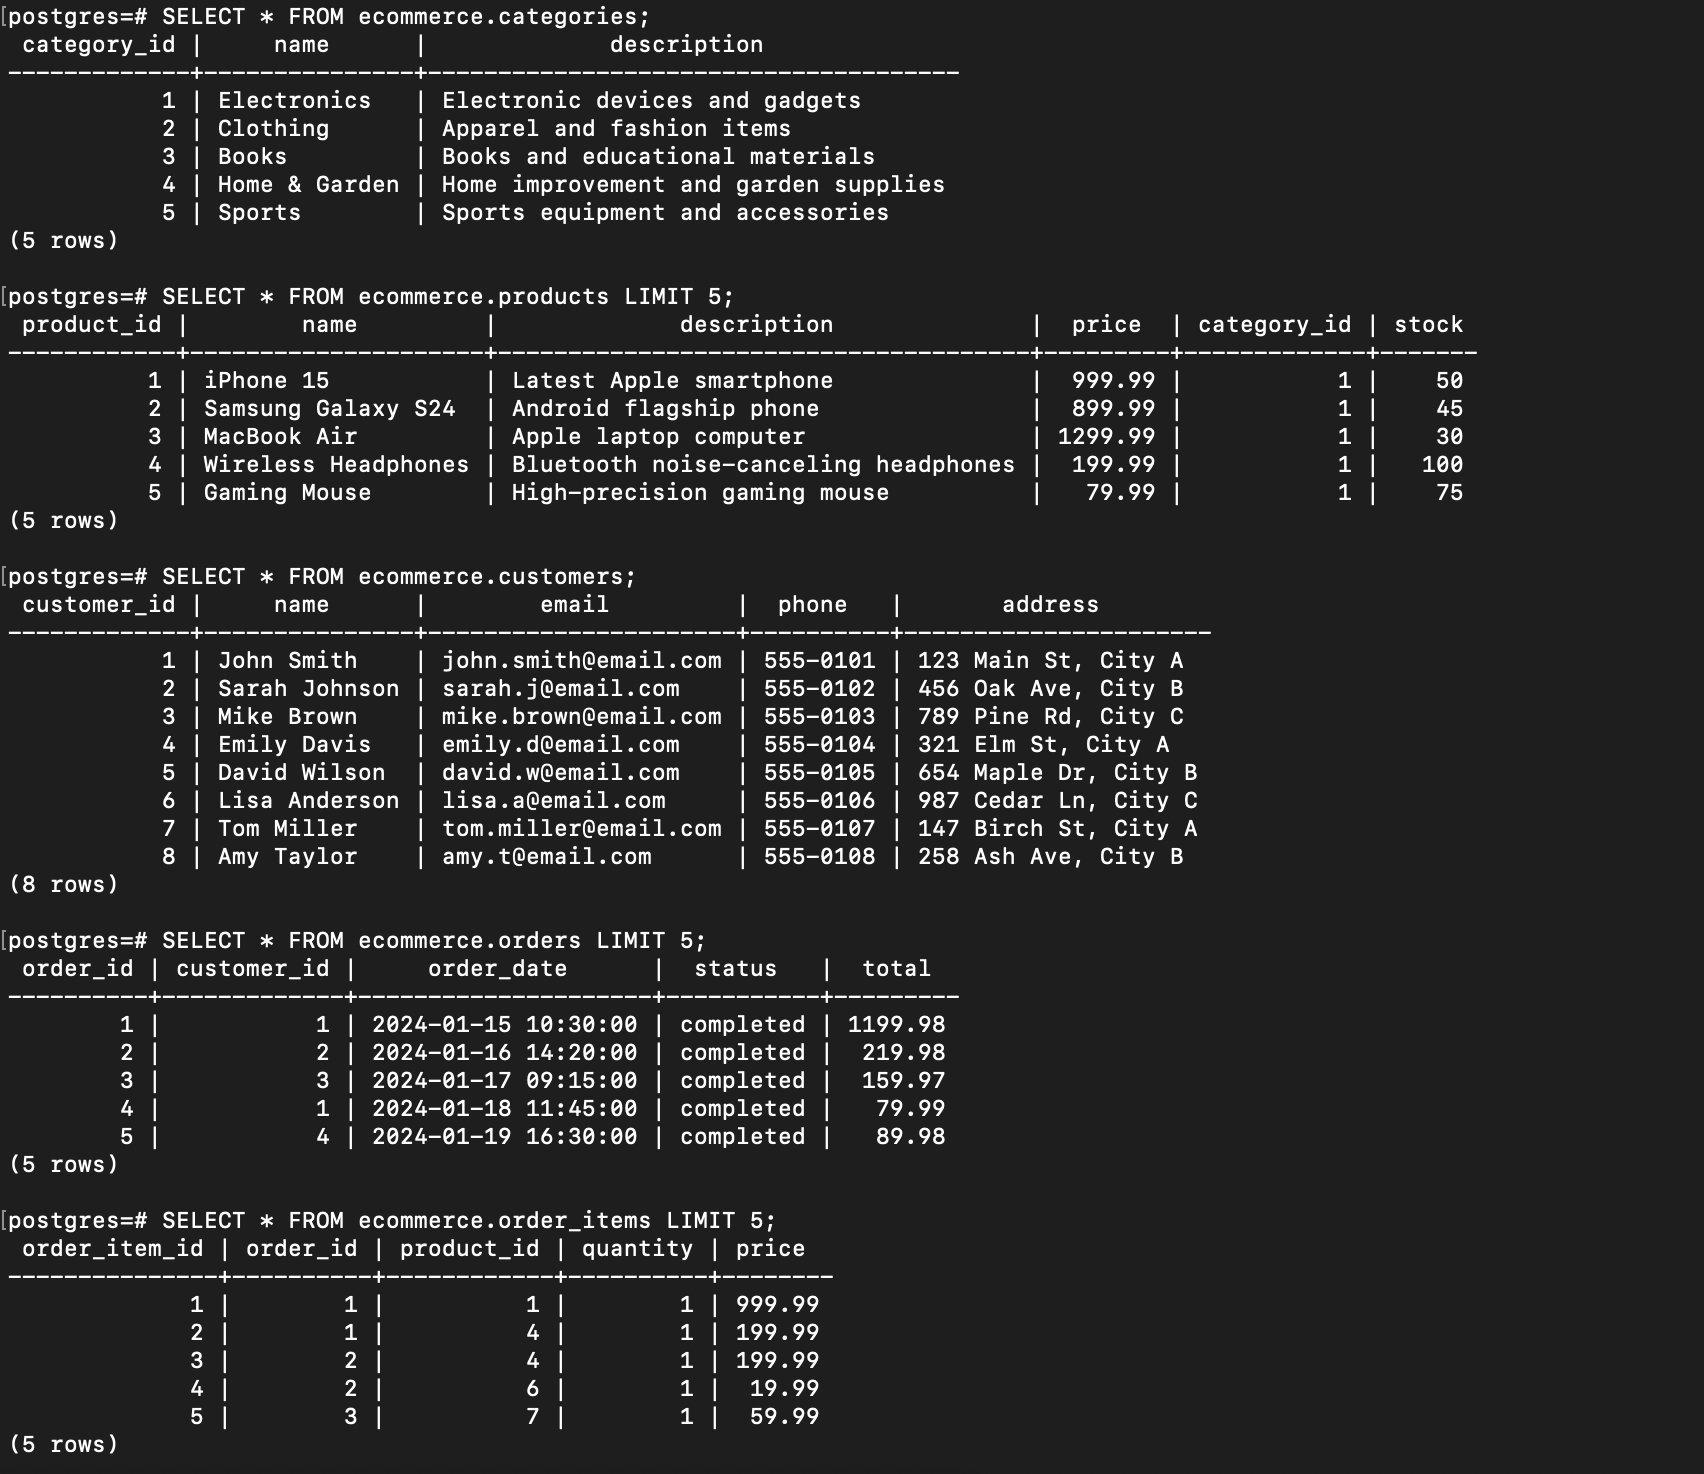 [postgres=# SELECT * FROM ecommerce.categories;
 category_id |     name      |             description
-------------+---------------+--------------------------------------
           1 | Electronics   | Electronic devices and gadgets
           2 | Clothing      | Apparel and fashion items
           3 | Books         | Books and educational materials
           4 | Home & Garden | Home improvement and garden supplies
           5 | Sports        | Sports equipment and accessories
(5 rows)

[postgres=# SELECT * FROM ecommerce.products LIMIT 5;
 product_id |        name         |             description              |  price  | category_id | stock
------------+---------------------+--------------------------------------+---------+-------------+-------
          1 | iPhone 15           | Latest Apple smartphone              |  999.99 |           1 |    50
          2 | Samsung Galaxy S24  | Android flagship phone               |  899.99 |           1 |    45
          3 | MacBook Air         | Apple laptop computer                | 1299.99 |           1 |    30
          4 | Wireless Headphones | Bluetooth noise-canceling headphones |  199.99 |           1 |   100
          5 | Gaming Mouse        | High-precision gaming mouse          |   79.99 |           1 |    75
(5 rows)

[postgres=# SELECT * FROM ecommerce.customers;
 customer_id |     name      |        email         |  phone   |       address
-------------+---------------+----------------------+----------+----------------------
           1 | John Smith    | john.smith@email.com | 555-0101 | 123 Main St, City A
           2 | Sarah Johnson | sarah.j@email.com    | 555-0102 | 456 Oak Ave, City B
           3 | Mike Brown    | mike.brown@email.com | 555-0103 | 789 Pine Rd, City C
           4 | Emily Davis   | emily.d@email.com    | 555-0104 | 321 Elm St, City A
           5 | David Wilson  | david.w@email.com    | 555-0105 | 654 Maple Dr, City B
           6 | Lisa Anderson | lisa.a@email.com     | 555-0106 | 987 Cedar Ln, City C
           7 | Tom Miller    | tom.miller@email.com | 555-0107 | 147 Birch St, City A
           8 | Amy Taylor    | amy.t@email.com      | 555-0108 | 258 Ash Ave, City B
(8 rows)

[postgres=# SELECT * FROM ecommerce.orders LIMIT 5;
 order_id | customer_id |     order_date      |  status   |  total
----------+-------------+---------------------+-----------+---------
        1 |           1 | 2024-01-15 10:30:00 | completed | 1199.98
        2 |           2 | 2024-01-16 14:20:00 | completed |  219.98
        3 |           3 | 2024-01-17 09:15:00 | completed |  159.97
        4 |           1 | 2024-01-18 11:45:00 | completed |   79.99
        5 |           4 | 2024-01-19 16:30:00 | completed |   89.98
(5 rows)

[postgres=# SELECT * FROM ecommerce.order_items LIMIT 5;
 order_item_id | order_id | product_id | quantity | price
---------------+----------+------------+----------+--------
             1 |        1 |          1 |        1 | 999.99
             2 |        1 |          4 |        1 | 199.99
             3 |        2 |          4 |        1 | 199.99
             4 |        2 |          6 |        1 |  19.99
             5 |        3 |          7 |        1 |  59.99
(5 rows)